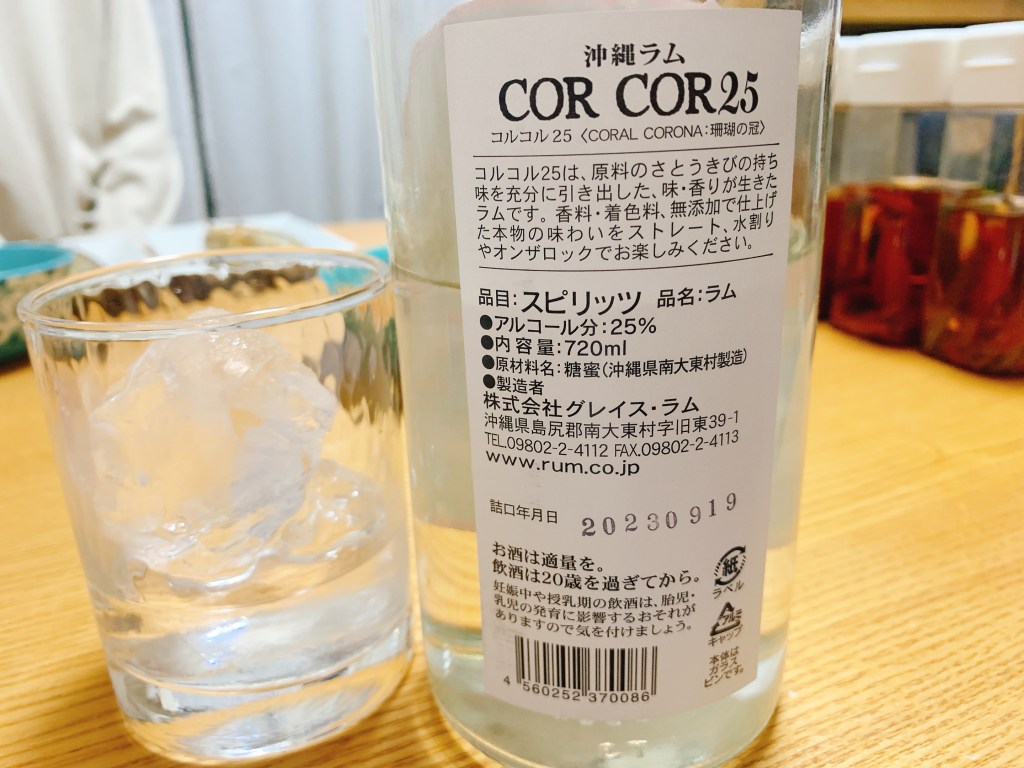 沖縄ラム
COR COR25
コルコル25〈CORAL CORONA:珊瑚の冠〉
コルコル25は、原料のさとうきびの持ち
味を充分に引き出した、味・香りが生きた
ラムです。香料・着色料、無添加で仕上げ
た本物の味わいをストレート、水割り
やオンザロックでお楽しみください。
品目:スピリッツ 品名:ラム
●アルコール分:25%
●内容量:720ml
●原材料名:糖蜜(沖縄県南大東村製造)
●製造者
株式会社グレイス・ラム
沖縄県島尻郡南大東村字旧東39-1
TEL.09802-2-4112 FAX.09802-2-4113
www.rum.co.jp
詰口年月日 20230919
お酒は適量を。
飲酒は20歳を過ぎてから。
妊娠中や授乳期の飲酒は、胎児・
乳児の発育に影響するおそれが
ありますので気を付けましょう。
紙
ラベル
アルミ
キャップ
本体は
ガラス
ビンです。
4 560252 370086